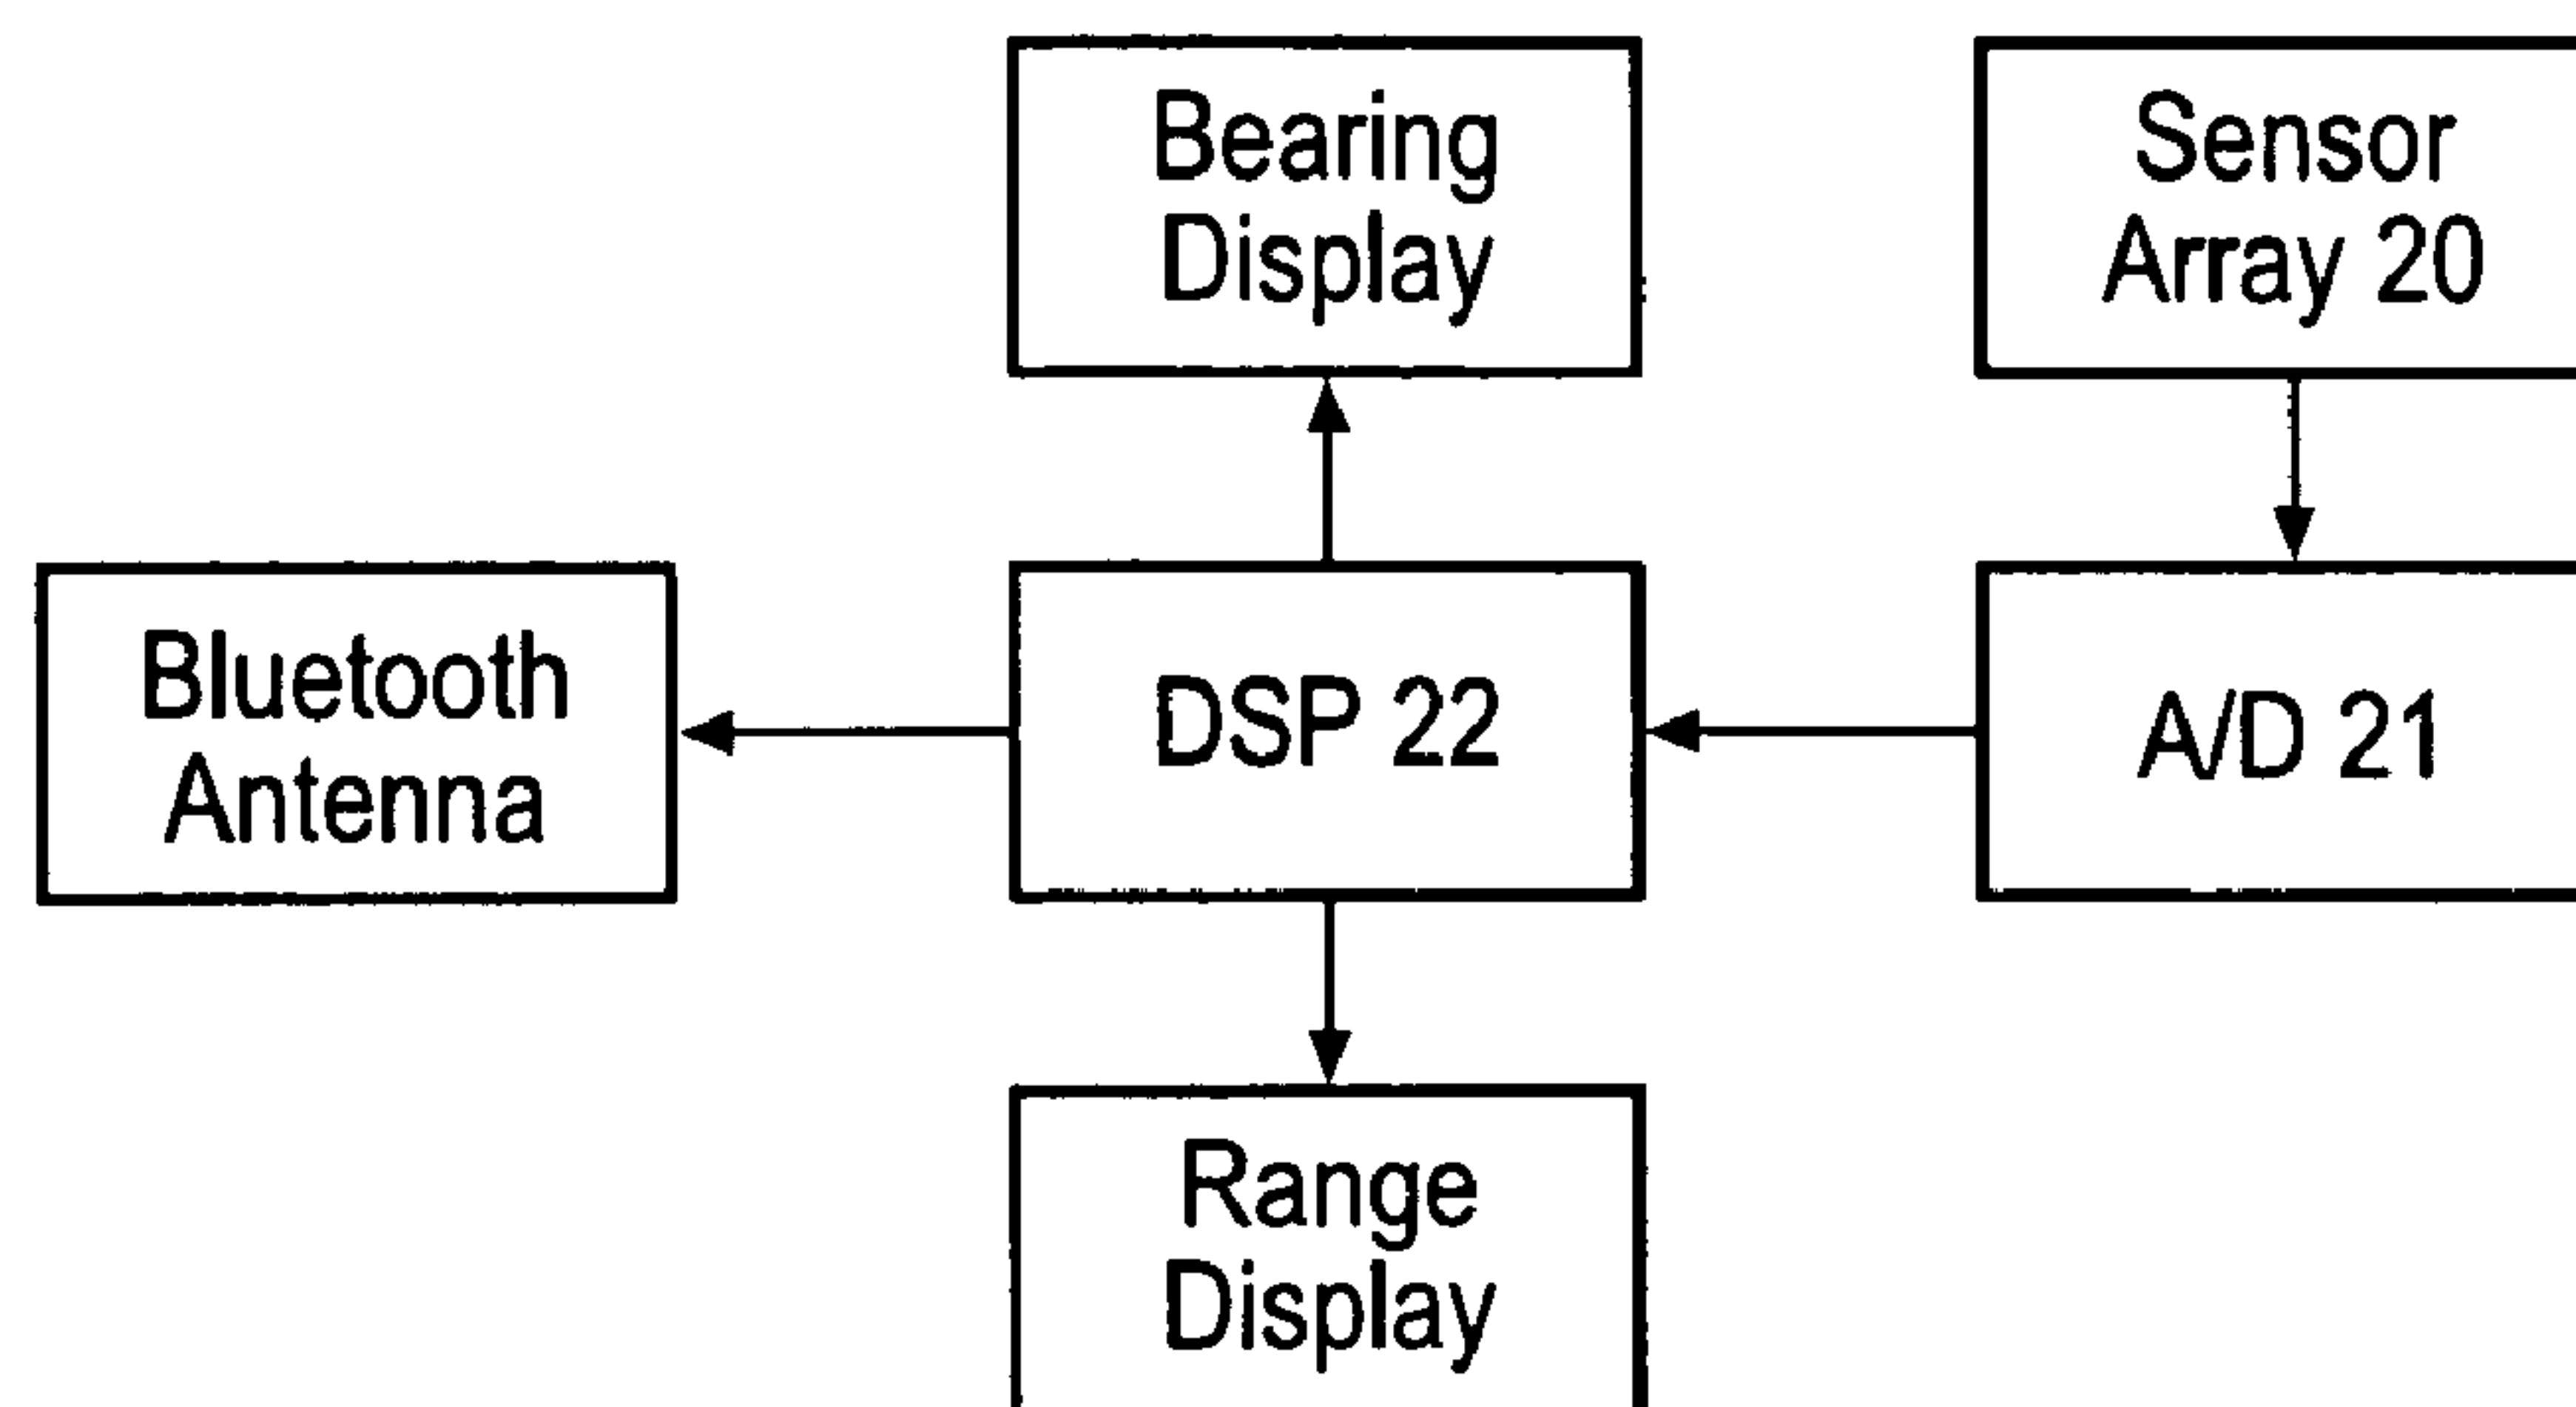 Bearing
Display
Sensor
Array 20
Bluetooth
Antenna
DSP 22
A/D 21
Range
Display